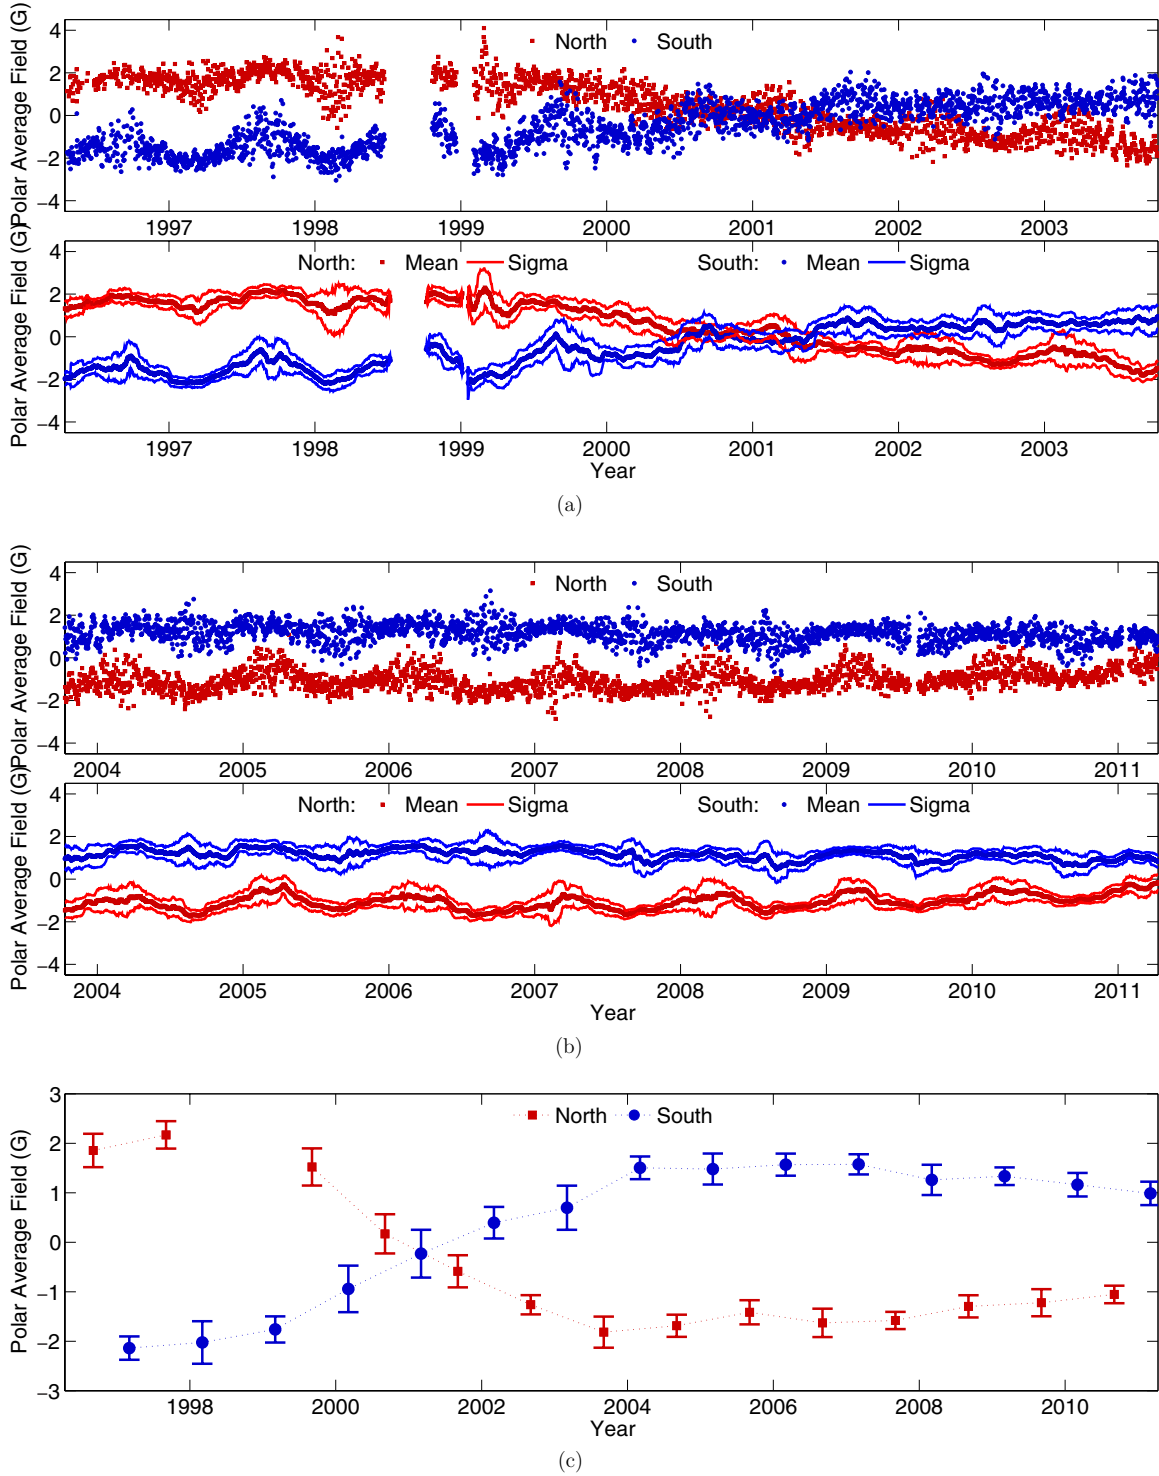 Polar Average Field (G)
4
2
0
−2
−4
North South
1997 1998 1999 2000 2001 2002 2003
Polar Average Field (G)
4
2
0
−2
−4
North: Mean Sigma South: Mean Sigma
1997 1998 1999 2000 2001 2002 2003
Year
(a)
Polar Average Field (G)
4
2
0
−2
−4
North South
2004 2005 2006 2007 2008 2009 2010 2011
Polar Average Field (G)
4
2
0
−2
−4
North: Mean Sigma South: Mean Sigma
2004 2005 2006 2007 2008 2009 2010 2011
Year
(b)
Polar Average Field (G)
3
2
1
0
−1
−2
−3
North South
1998 2000 2002 2004 2006 2008 2010
Year
(c)